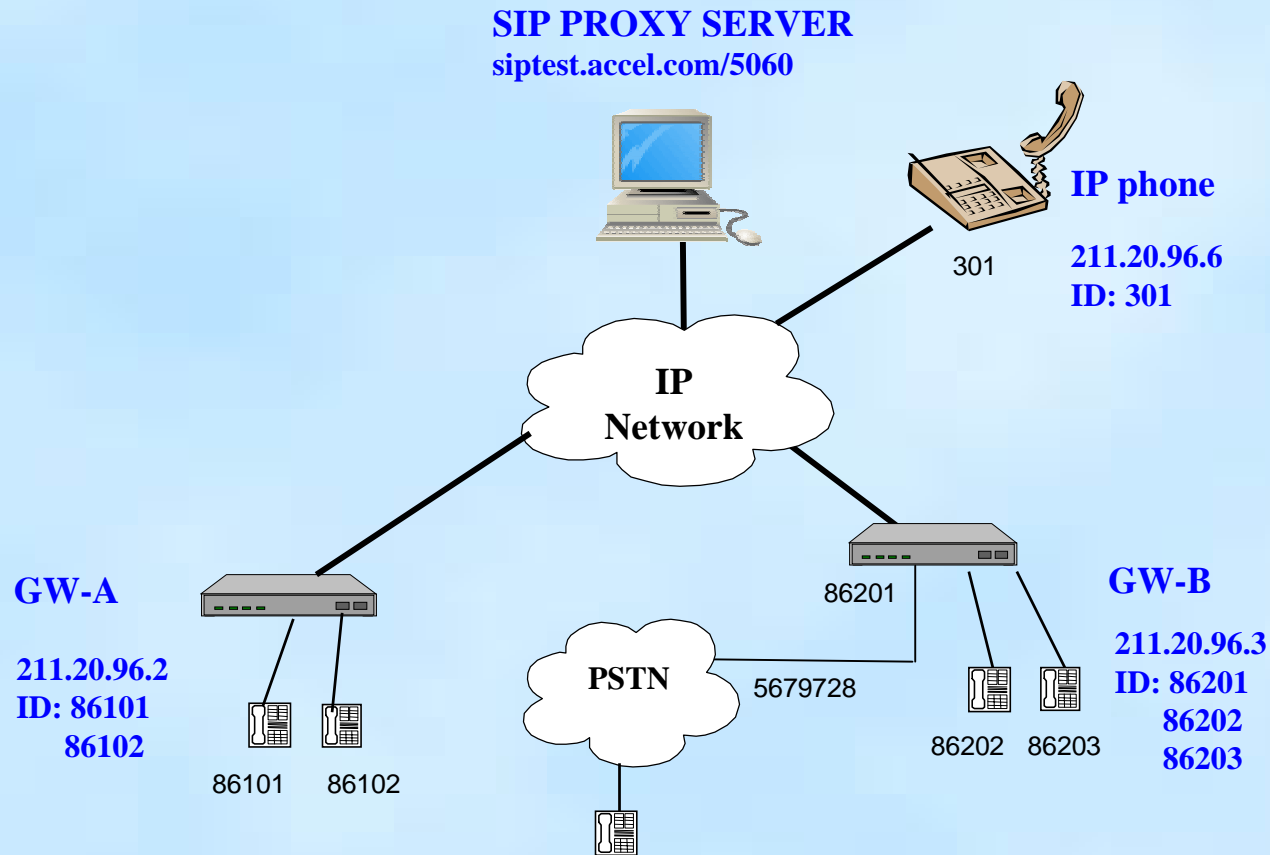 SIP PROXY SERVER
siptest.accel.com/5060
IP phone
301
211.20.96.6
ID: 301
IP
Network
GW-A
211.20.96.2
ID: 86101
86102
86101
86102
PSTN
5679728
86201
GW-B
211.20.96.3
ID: 86201
86202
86203
86202
86203